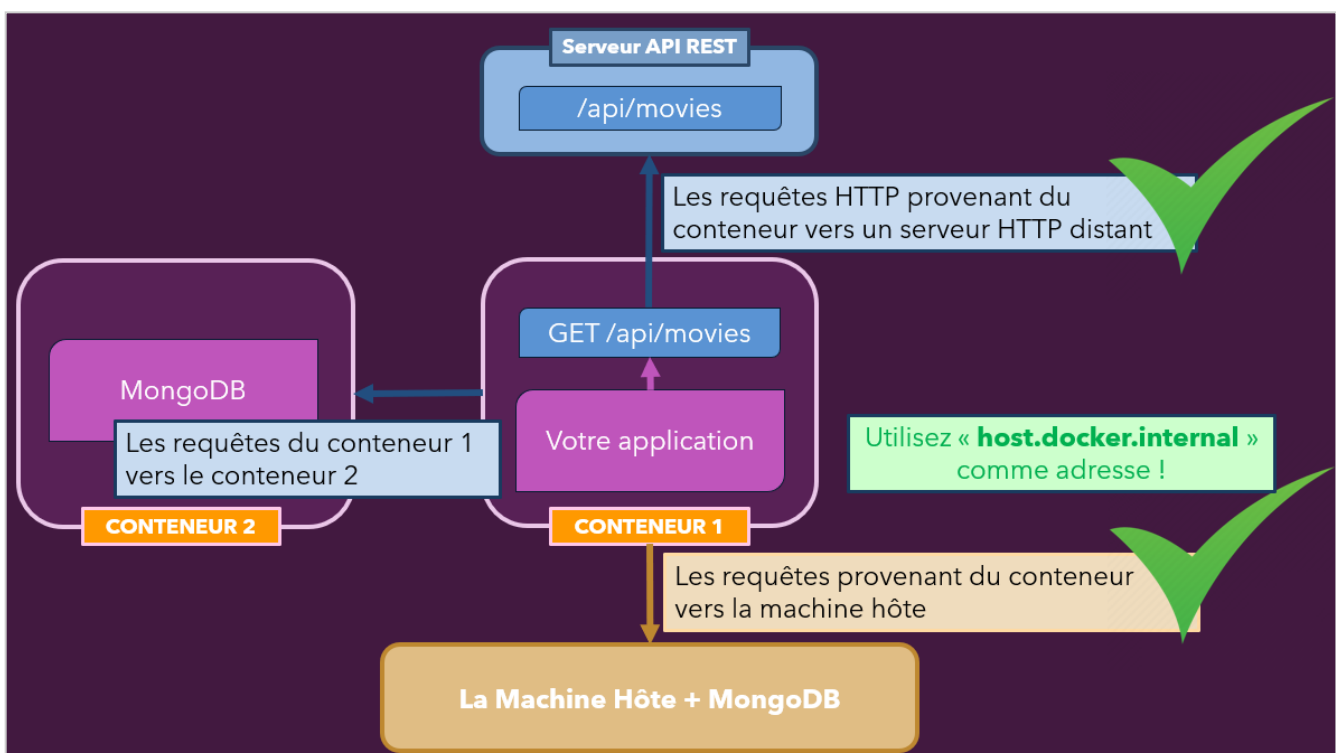 Serveur API REST
/api/movies
Les requêtes HTTP provenant du
conteneur vers un serveur HTTP distant
GET /api/movies
MongoDB
Votre application
Les requêtes du conteneur 1
vers le conteneur 2
Utilisez « host.docker.internal »
comme adresse !
CONTENEUR 2
CONTENEUR 1
Les requêtes provenant du conteneur
vers la machine hôte
La Machine Hôte + MongoDB